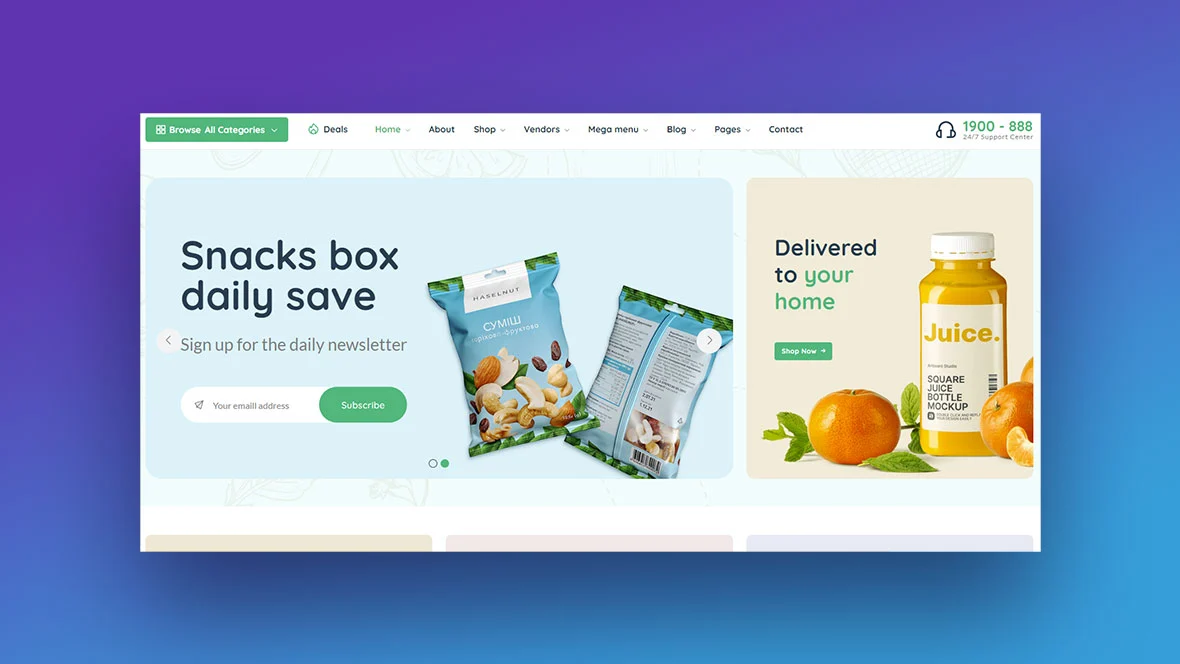 Browse All Categories
Deals
Home
About
Shop
Vendors
Mega menu
Blog
Pages
Contact
1900 - 888
24/7 Support Center
Snacks box
daily save
Sign up for the daily newsletter
Your emaill address
Subscribe
HASELNUT
СУМІШ
Delivered
to your
home
Shop Now
Juice.
SQUARE
JUICE
BOTTLE
MOCKUP